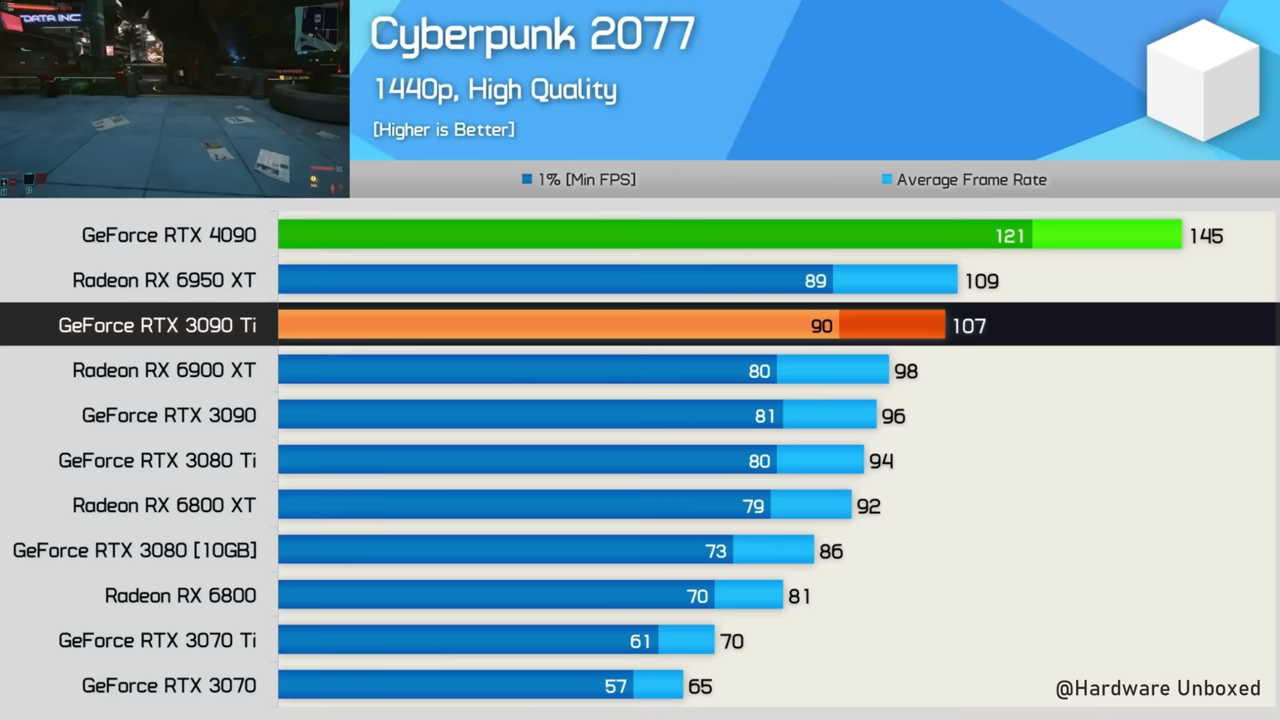 DATA INC
Cyberpunk 2077
1440p, High Quality
[Higher is Better]
1% [Min FPS] Average Frame Rate
GeForce RTX 4090 121 145
Radeon RX 6950 XT 89 109
GeForce RTX 3090 Ti 90 107
Radeon RX 6900 XT 80 98
GeForce RTX 3090 81 96
GeForce RTX 3080 Ti 80 94
Radeon RX 6800 XT 79 92
GeForce RTX 3080 [10GB] 73 86
Radeon RX 6800 70 81
GeForce RTX 3070 Ti 61 70
GeForce RTX 3070 57 65
@Hardware Unboxed